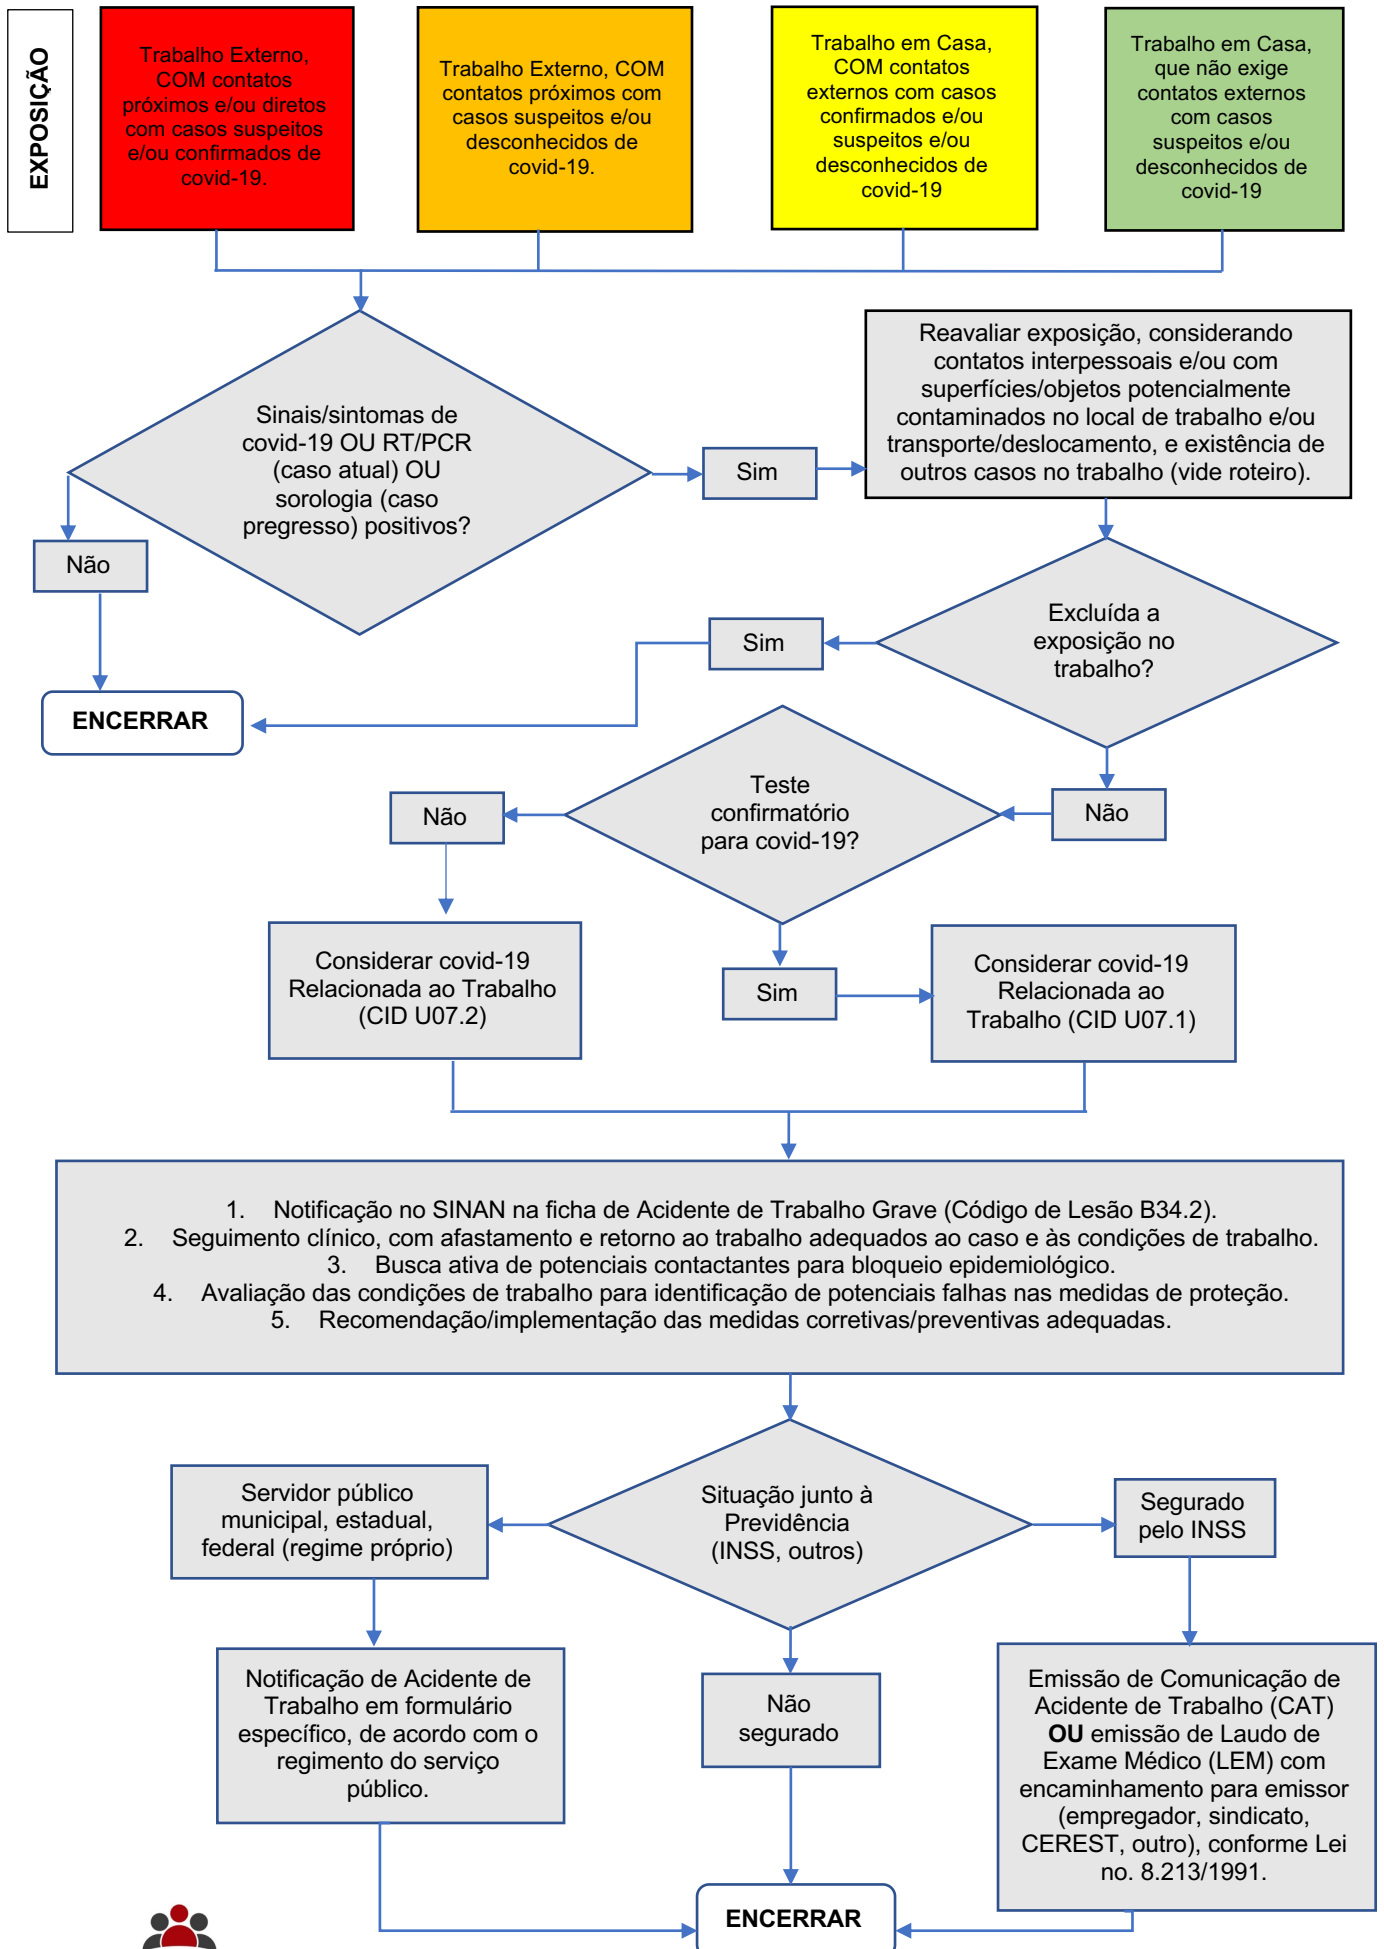 EXPOSIÇÃO
Trabalho Externo,
COM contatos
próximos e/ou diretos
com casos suspeitos
e/ou confirmados de
covid-19.
Trabalho Externo, COM
contatos próximos com
casos suspeitos e/ou
desconhecidos de
covid-19.
Trabalho em Casa,
COM contatos
externos com casos
confirmados e/ou
suspeitos e/ou
desconhecidos de
covid-19
Trabalho em Casa,
que não exige
contatos externos
com casos
suspeitos e/ou
desconhecidos de
covid-19
Sinais/sintomas de
covid-19 OU RT/PCR
(caso atual) OU
sorologia (caso
pregresso) positivos?
Sim
Reavaliar exposição, considerando
contatos interpessoais e/ou com
superfícies/objetos potencialmente
contaminados no local de trabalho e/ou
transporte/deslocamento, e existência de
outros casos no trabalho (vide roteiro).
Não
Excluída a
exposição no
trabalho?
Sim
ENCERRAR
Teste
confirmatório
para covid-19?
Não
Não
Considerar covid-19
Relacionada ao Trabalho
(CID U07.2)
Sim
Considerar covid-19
Relacionada ao
Trabalho (CID U07.1)
1. Notificação no SINAN na ficha de Acidente de Trabalho Grave (Código de Lesão B34.2).
2. Seguimento clínico, com afastamento e retorno ao trabalho adequados ao caso e às condições de trabalho.
3. Busca ativa de potenciais contactantes para bloqueio epidemiológico.
4. Avaliação das condições de trabalho para identificação de potenciais falhas nas medidas de proteção.
5. Recomendação/implementação das medidas corretivas/preventivas adequadas.
Servidor público
municipal, estadual,
federal (regime próprio)
Situação junto à
Previdência
(INSS, outros)
Segurado
pelo INSS
Notificação de Acidente de
Trabalho em formulário
específico, de acordo com o
regimento do serviço
público.
Não
segurado
Emissão de Comunicação de
Acidente de Trabalho (CAT)
OU emissão de Laudo de
Exame Médico (LEM) com
encaminhamento para emissor
(empregador, sindicato,
CEREST, outro), conforme Lei
no. 8.213/1991.
ENCERRAR